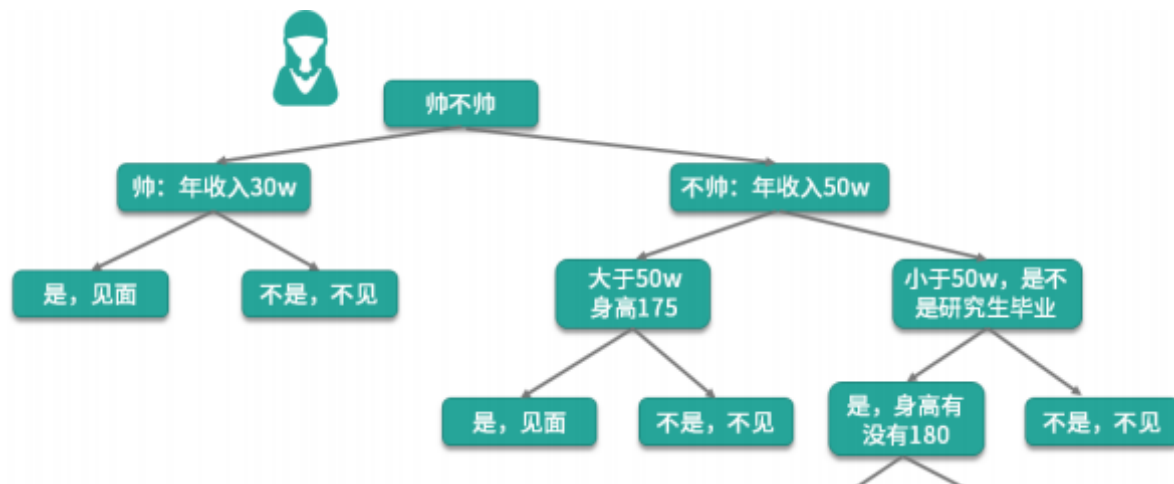 帅不帅
帅：年收入30w
不帅：年收入50w
是，见面
不是，不见
大于50w
身高175
小于50w，是不
是研究生毕业
是，见面
不是，不见
是，身高有
没有180
不是，不见